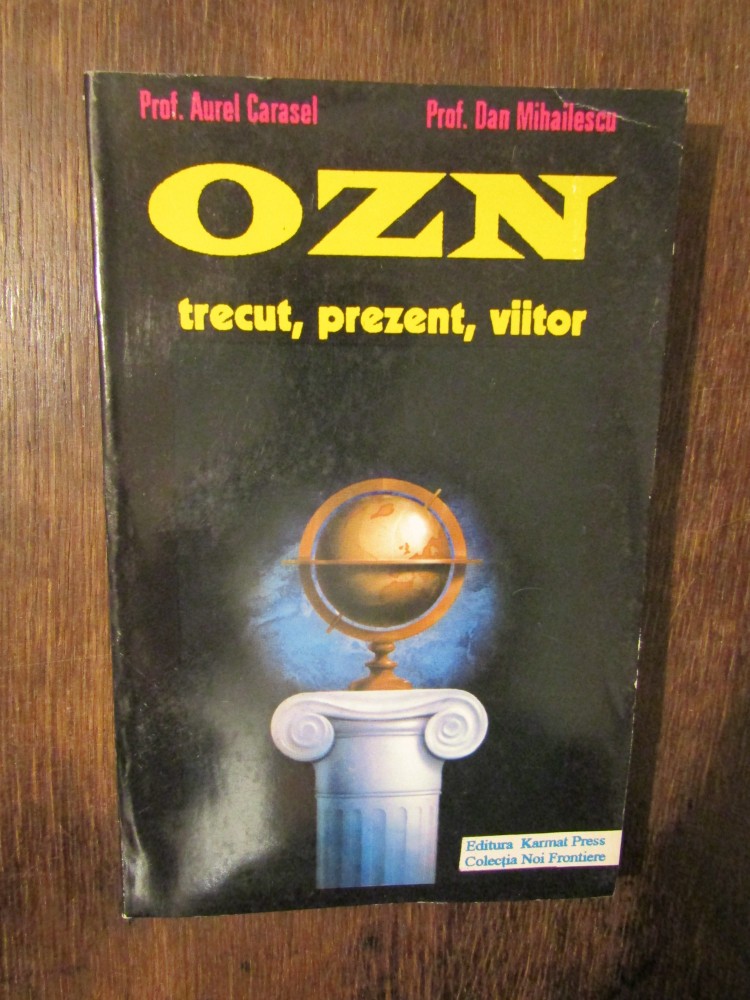 Prof. Aurel Carasel
Prof. Dan Mihailescu
OZN
trecut, prezent, viitor
Editura Karmat Press
Colecția Noi Frontiere